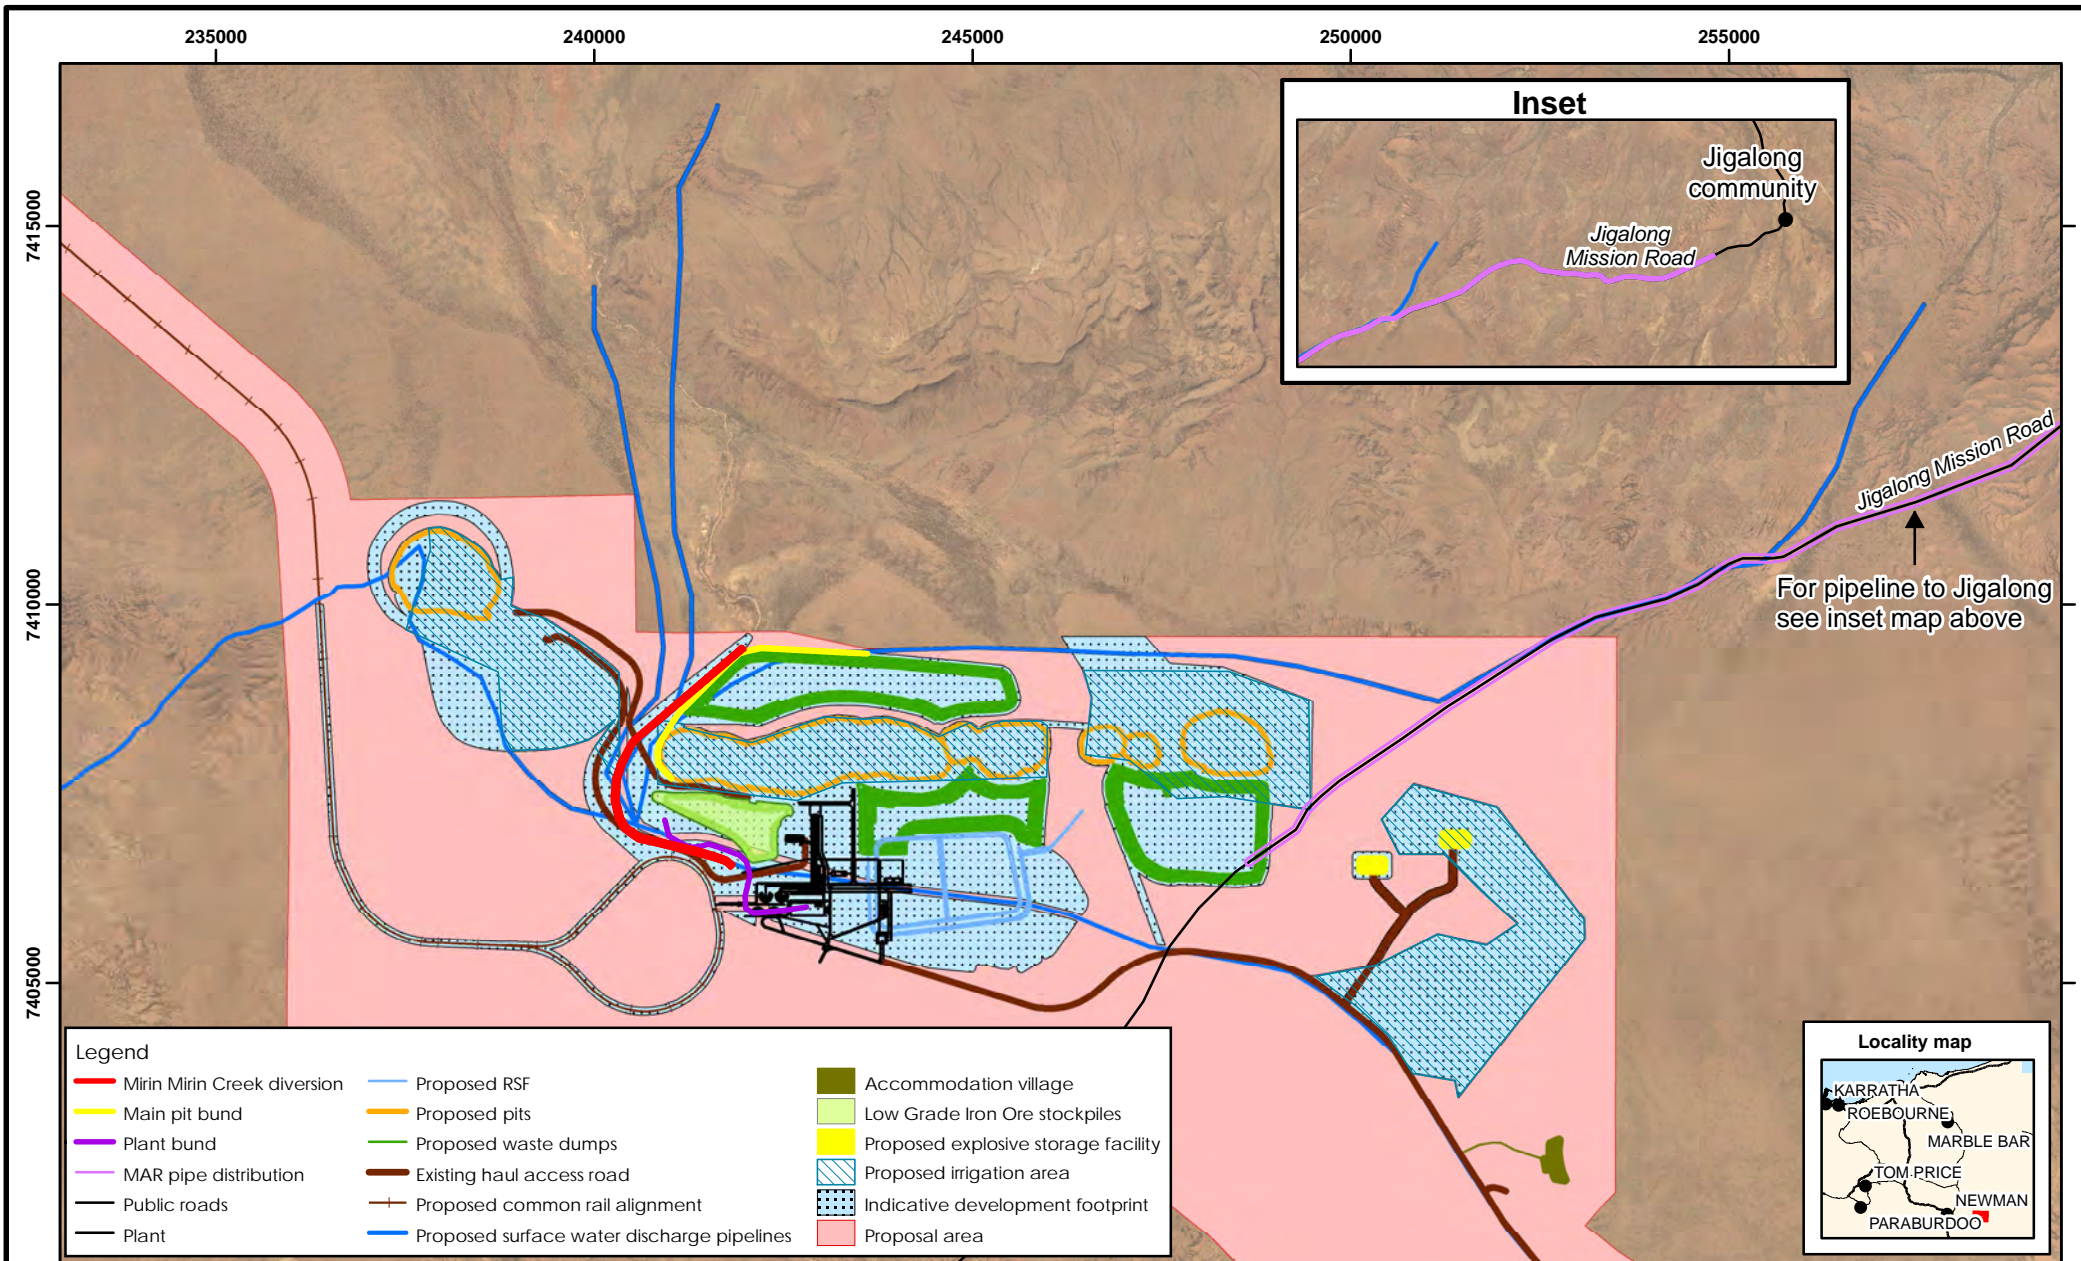 235000
240000
245000
250000
255000
7415000
7410000
7405000
Inset
Jigalong
community
Jigalong
Mission Road
Jigalong Mission Road
For pipeline to Jigalong
see inset map above
Legend
Mirin Mirin Creek diversion
Main pit bund
Plant bund
MAR pipe distribution
Public roads
Plant
Proposed RSF
Proposed pits
Proposed waste dumps
Existing haul access road
Proposed common rail alignment
Proposed surface water discharge pipelines
Accommodation village
Low Grade Iron Ore stockpiles
Proposed explosive storage facility
Proposed irrigation area
Indicative development footprint
Proposal area
Locality map
KARRATHA
ROEBOURNE
MARBLE BAR
TOM PRICE
NEWMAN
PARABURDOO